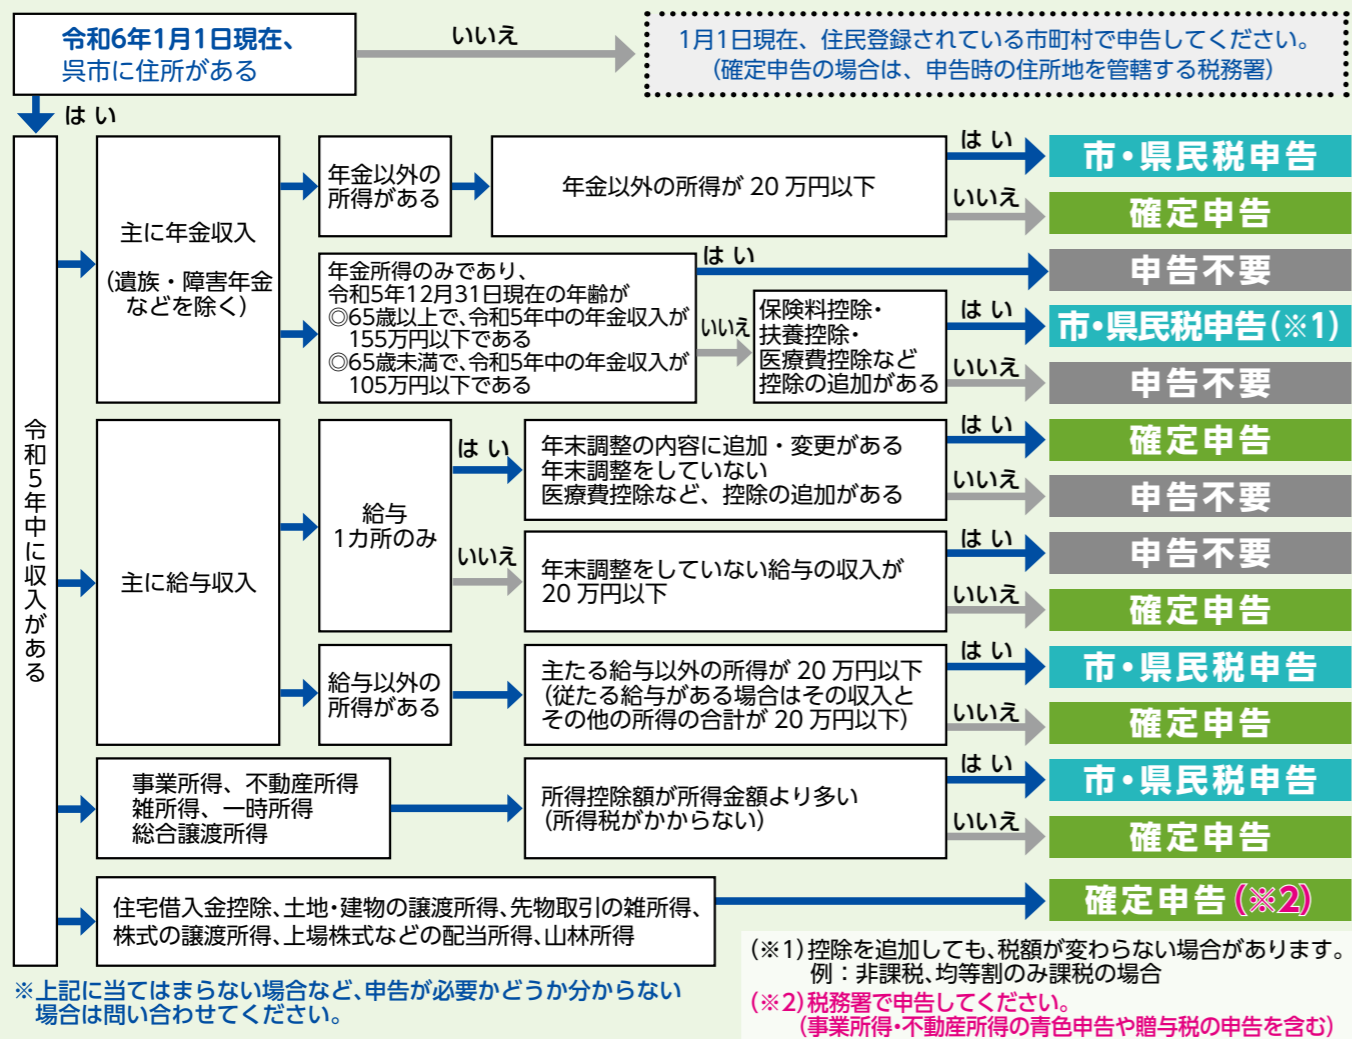 令和6年1月1日現在、
呉市に住所がある
いいえ
1月1日現在、住民登録されている市町村で申告してください。
(確定申告の場合は、申告時の住所地を管轄する税務署)
はい
令和5年中に収入がある
主に年金収入
(遺族・障害年金
などを除く)
年金以外の
所得がある
年金以外の所得が 20 万円以下
はい
市・県民税申告
いいえ
確定申告
年金所得のみであり、
令和5年12月31日現在の年齢が
◎65歳以上で、令和5年中の年金収入が
155万円以下である
◎65歳未満で、令和5年中の年金収入が
105万円以下である
はい
申告不要
いいえ
保険料控除・
扶養控除・
医療費控除など
控除の追加がある
はい
市・県民税申告(※1)
いいえ
申告不要
主に給与収入
給与
1カ所のみ
はい
年末調整の内容に追加・変更がある
年末調整をしていない
医療費控除など、控除の追加がある
はい
確定申告
いいえ
申告不要
いいえ
年末調整をしていない給与の収入が
20 万円以下
はい
申告不要
いいえ
確定申告
給与以外の
所得がある
主たる給与以外の所得が 20 万円以下
(従たる給与がある場合はその収入と
その他の所得の合計が 20 万円以下)
はい
市・県民税申告
いいえ
確定申告
事業所得、不動産所得
雑所得、一時所得
総合譲渡所得
所得控除額が所得金額より多い
(所得税がかからない)
はい
市・県民税申告
いいえ
確定申告
住宅借入金控除、土地・建物の譲渡所得、先物取引の雑所得、
株式の譲渡所得、上場株式などの配当所得、山林所得
確定申告(※2)
※上記に当てはまらない場合など、申告が必要かどうか分からない
場合は問い合わせてください。
(※1)控除を追加しても、税額が変わらない場合があります。
例：非課税、均等割のみ課税の場合
(※2)税務署で申告してください。
(事業所得・不動産所得の青色申告や贈与税の申告を含む)